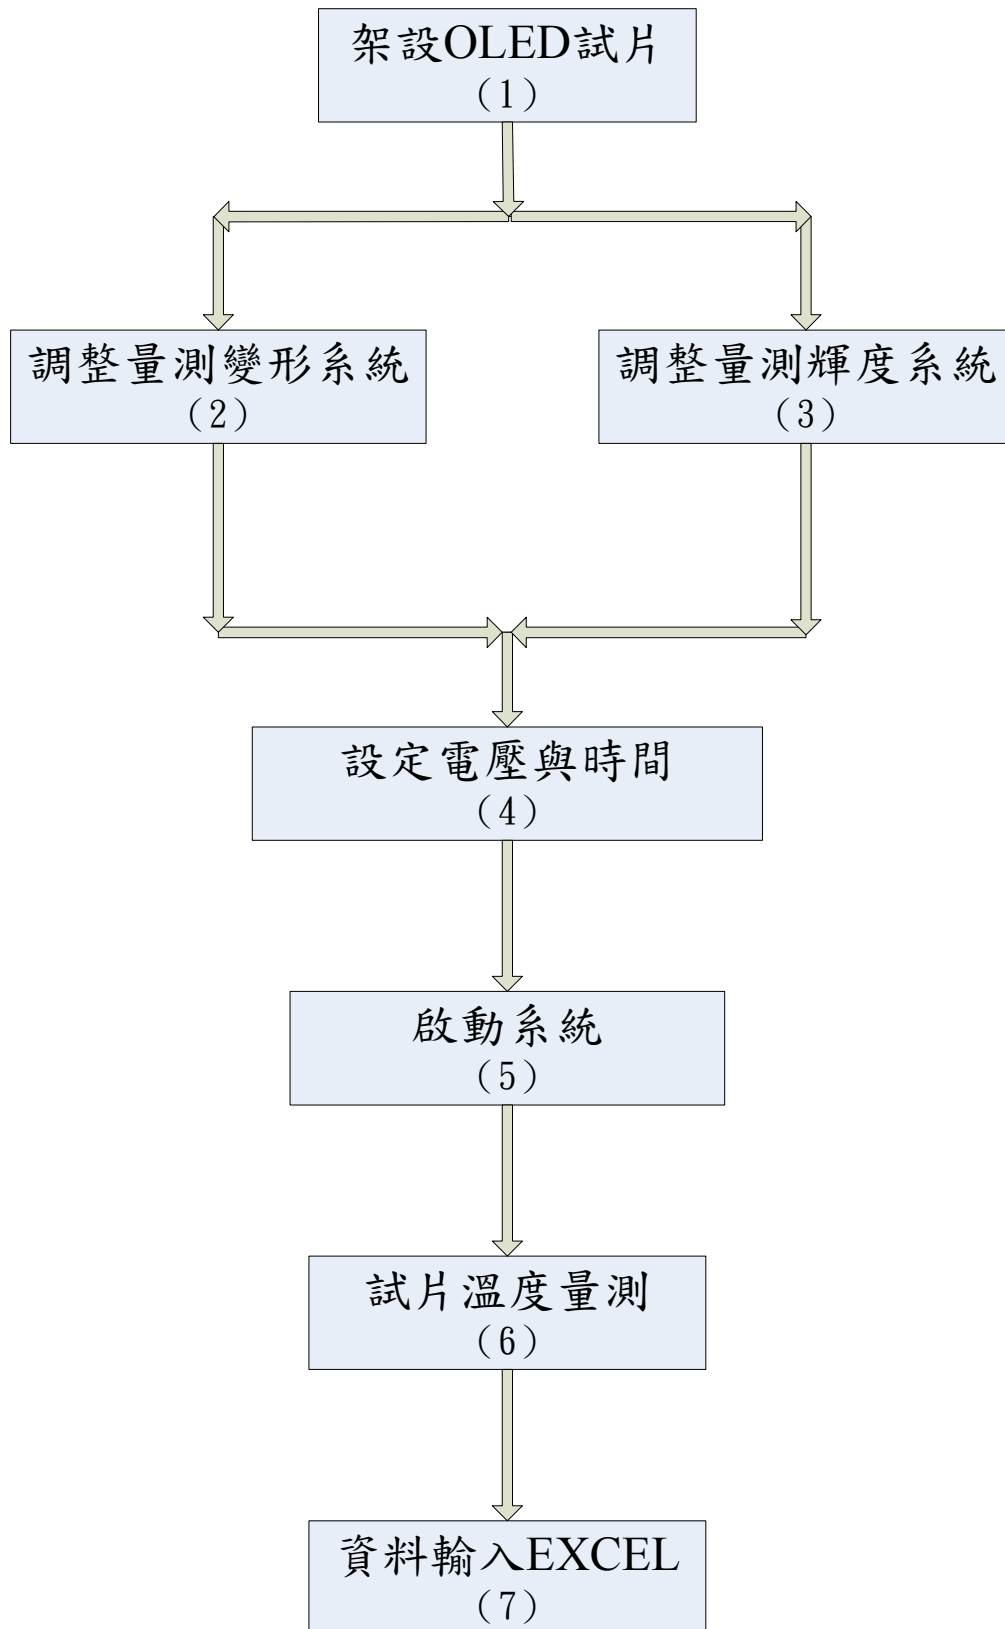 架設OLED試片
(1)
調整量測變形系統
(2)
調整量測輝度系統
(3)
設定電壓與時間
(4)
啟動系統
(5)
試片溫度量測
(6)
資料輸入EXCEL
(7)